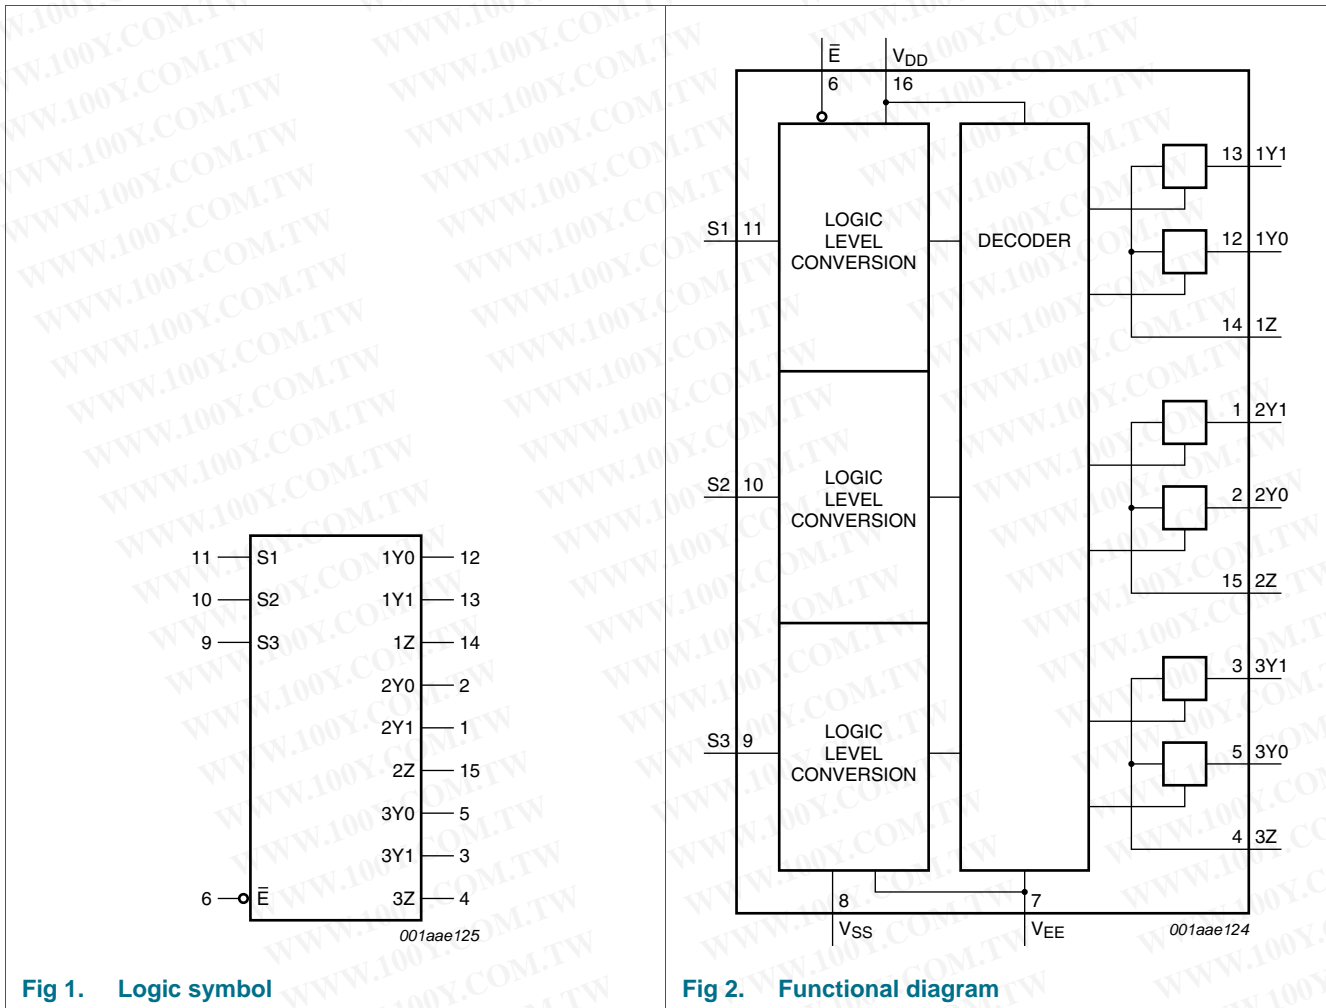 11 S1 1Y0 12
10 S2 1Y1 13
9 S3 1Z 14
2Y0 2
2Y1 1
2Z 15
3Y0 5
3Y1 3
6 E̅ 3Z 4
001aae125
Fig 1. Logic symbol
E̅ VDD
6 16
13 1Y1
S1 11
LOGIC
LEVEL
CONVERSION
DECODER
12 1Y0
14 1Z
1 2Y1
S2 10
LOGIC
LEVEL
CONVERSION
2 2Y0
15 2Z
3 3Y1
S3 9
LOGIC
LEVEL
CONVERSION
5 3Y0
4 3Z
8 7
VSS VEE
001aae124
Fig 2. Functional diagram
WWW.100Y.COM.TW